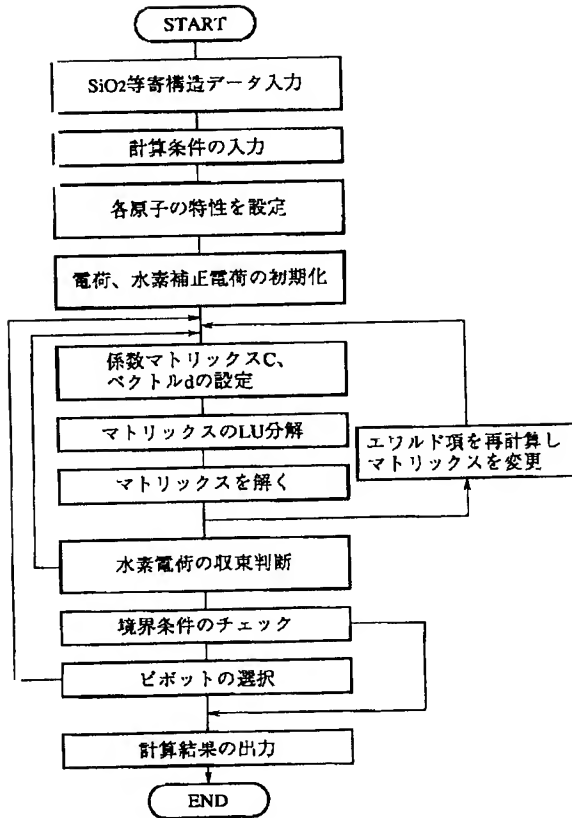 START
SiO2等寄構造データ入力
計算条件の入力
各原子の特性を設定
電荷、水素補正電荷の初期化
係数マトリックスC、
ベクトルdの設定
マトリックスのLU分解
マトリックスを解く
エワルド項を再計算し
マトリックスを変更
水素電荷の収束判断
境界条件のチェック
ピボットの選択
計算結果の出力
END